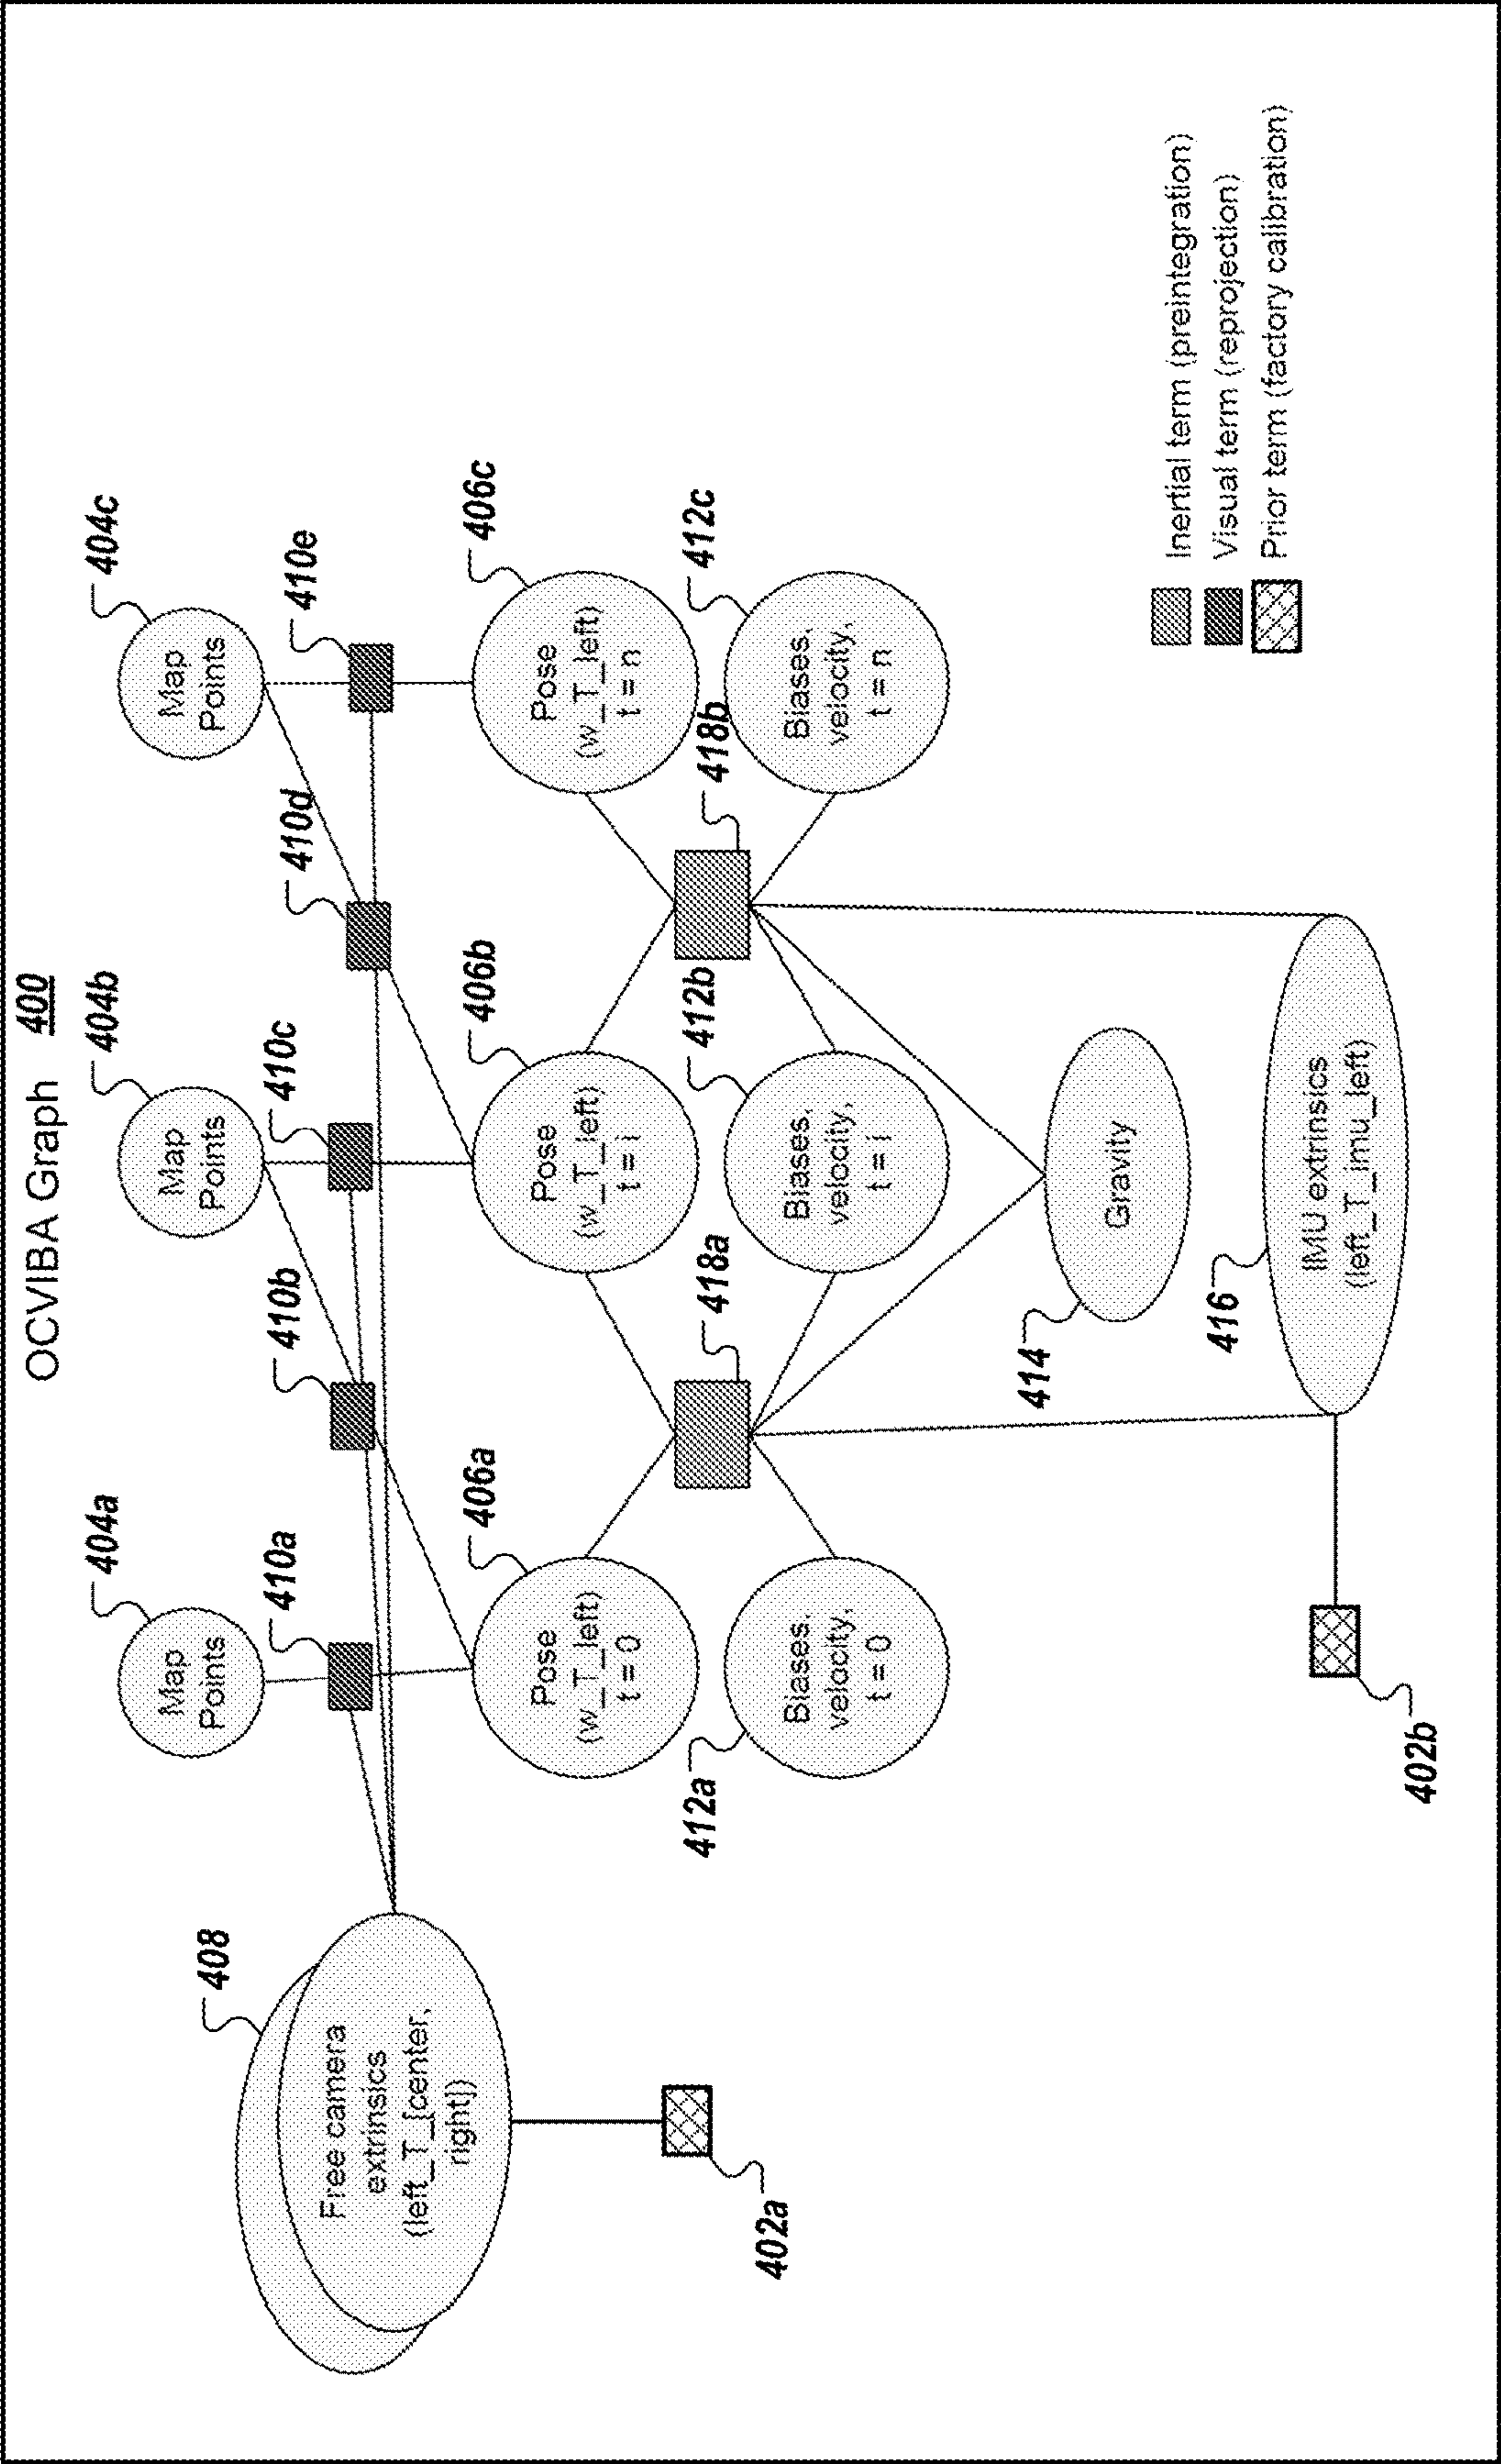 OCVIBA Graph 400
408
Free camera
extrinsics
(left_T_[center,
right])
402a
404a
Map
Points
404b
Map
Points
404c
Map
Points
410a
410b
410c
410d
410e
406a
Pose
(w_T_left)
t = 0
406b
Pose
(w_T_left)
t = i
406c
Pose
(w_T_left)
t = n
418a
418b
412a
Biases,
velocity,
t = 0
412b
Biases,
velocity,
t = i
412c
Biases,
velocity,
t = n
414
Gravity
416
IMU extrinsics
(left_T_imu_left)
402b
Inertial term (preintegration)
Visual term (reprojection)
Prior term (factory calibration)